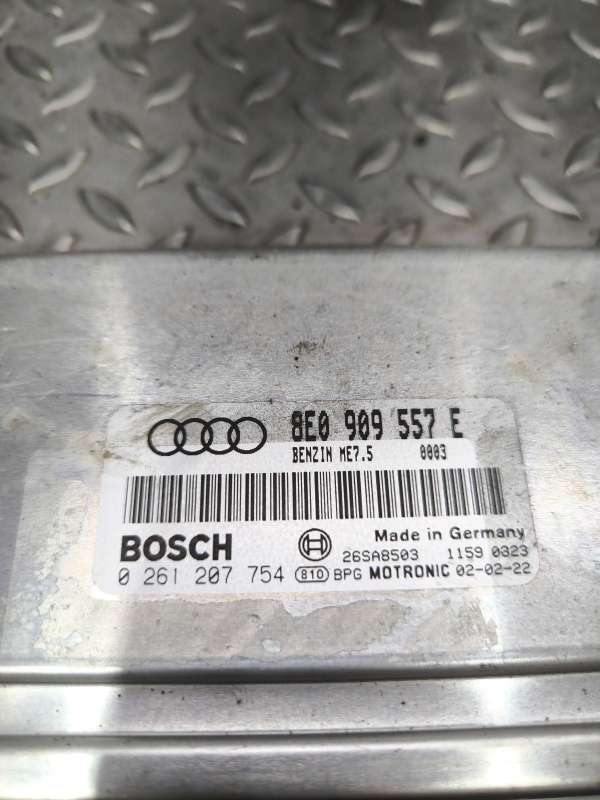 8E0 909 557 E
BENZIN ME7.5 0003
BOSCH
Made in Germany
26SA8503 1159 0323
0 261 207 754 810 BPG MOTRONIC 02-02-22